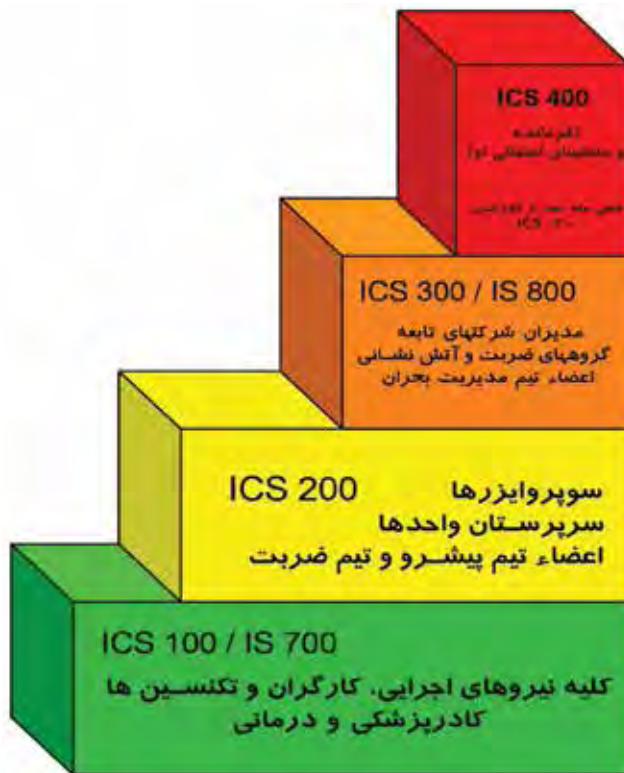 ICS 400
فرمانده
ICS
ICS 300 / IS 800
مدیران شرکتهای تابعه
گروههای ضربت و آتش نشانی
اعضاء تیم مدیریت بحران
ICS 200 سوپروایزرها
سرپرستان واحدها
اعضاء تیم پیشرو و تیم ضربت
ICS 100 / IS 700
کلیه نیروهای اجرایی، کارگران و تکنسین ها
کادرپزشکی و درمانی